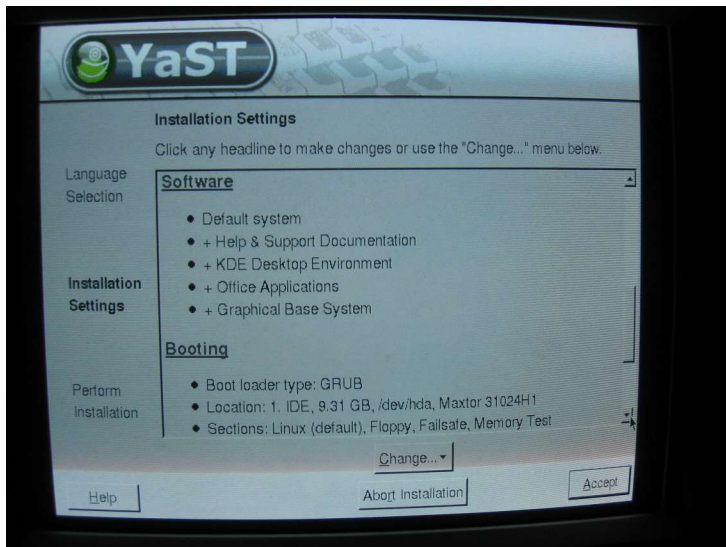 YaST
Installation Settings
Click any headline to make changes or use the "Change..." menu below.
Language
Selection
Installation
Settings
Perform
Installation
Software
Default system
+ Help & Support Documentation
+ KDE Desktop Environment
+ Office Applications
+ Graphical Base System
Booting
Boot loader type: GRUB
Location: 1. IDE, 9.31 GB, /dev/hda, Maxtor 31024H1
Sections: Linux (default), Floppy, Failsafe, Memory Test
Change...
Help
Abort Installation
Accept